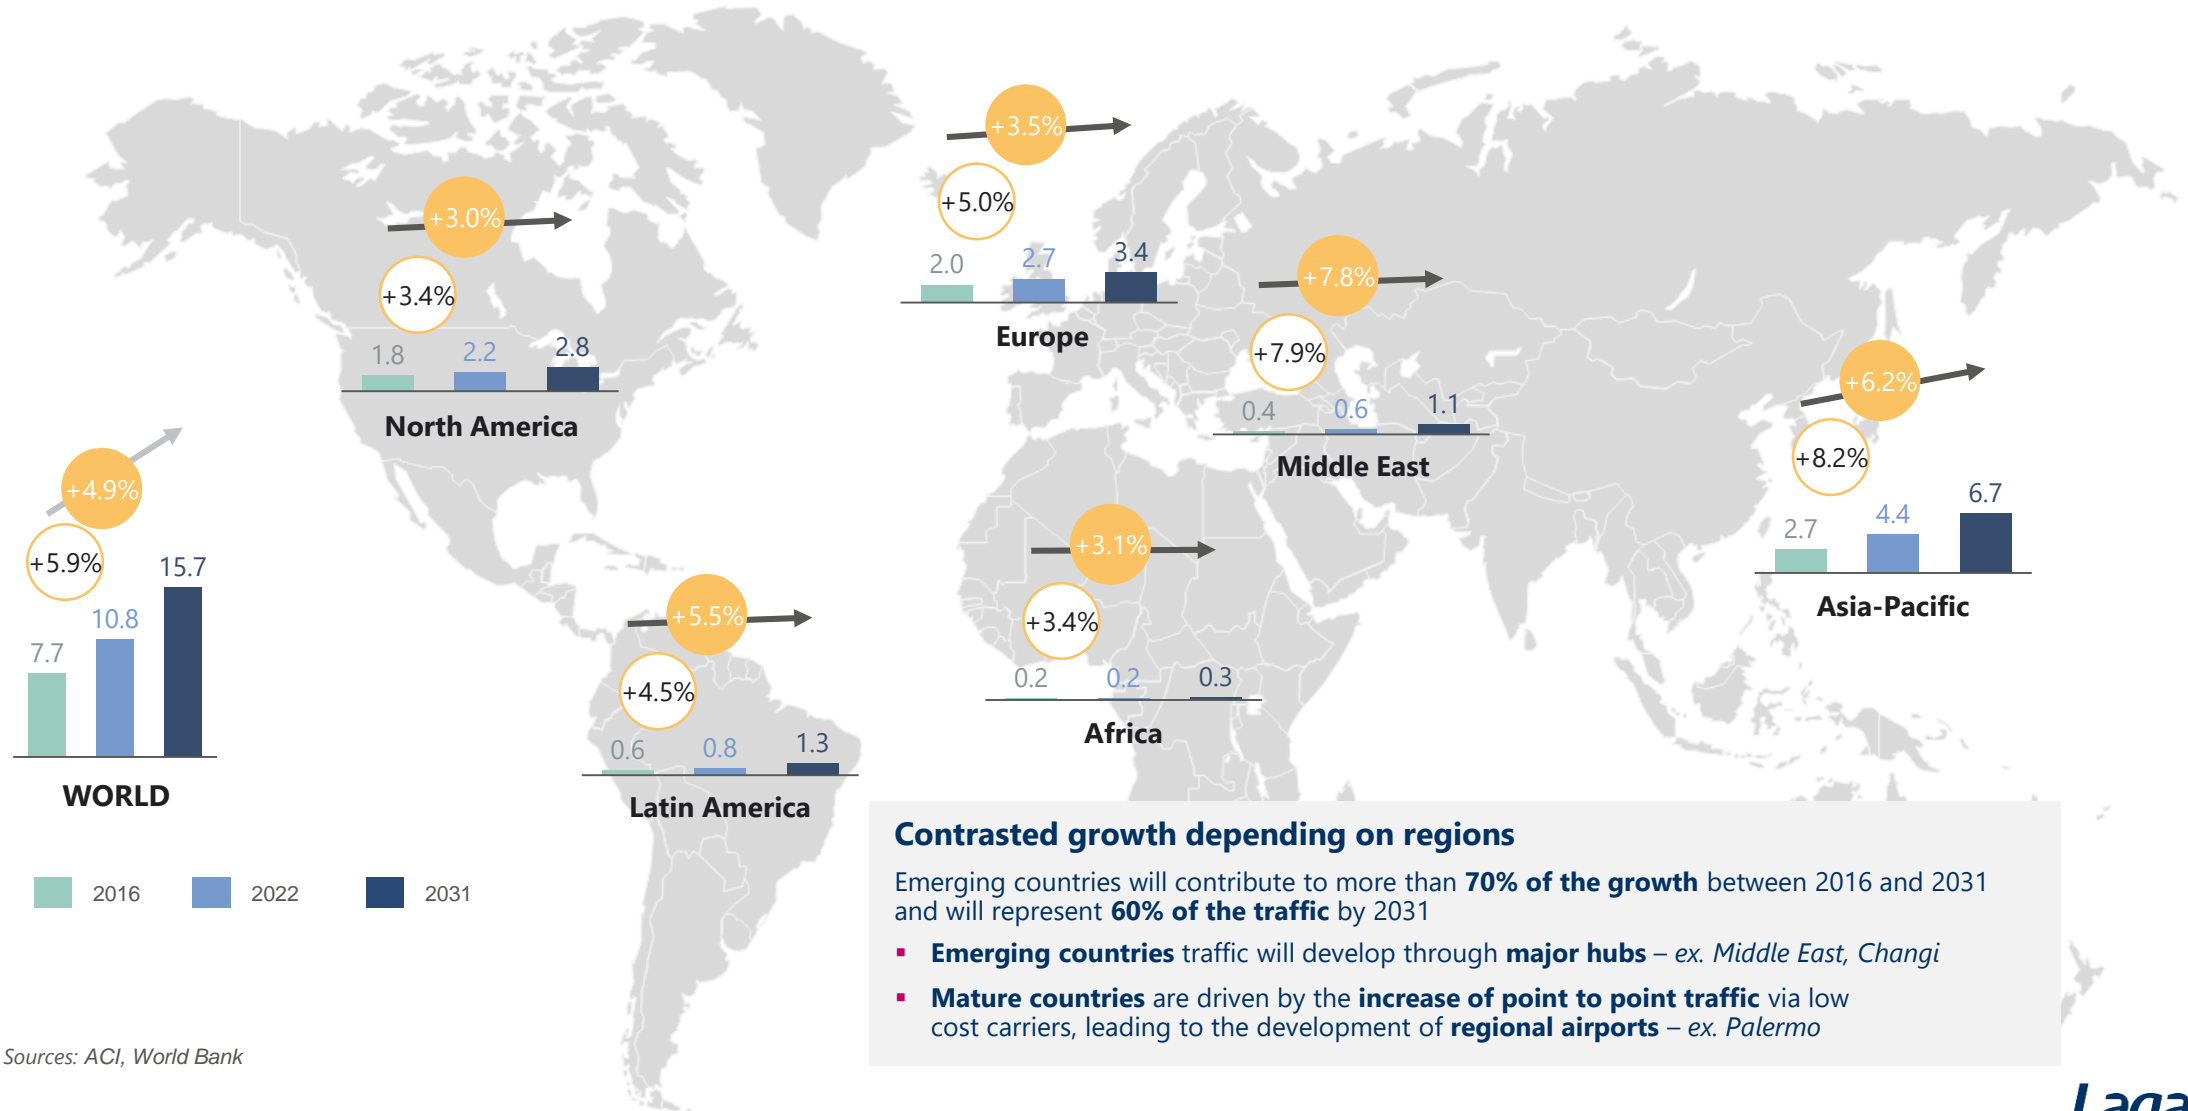 +3.5%
+5.0%
2.0 2.7 3.4
Europe
+3.0%
+3.4%
1.8 2.2 2.8
North America
+7.8%
+7.9%
0.4 0.6 1.1
Middle East
+6.2%
+8.2%
2.7 4.4 6.7
Asia-Pacific
+4.9%
+5.9%
7.7 10.8 15.7
WORLD
+3.1%
+3.4%
0.2 0.2 0.3
Africa
+5.5%
+4.5%
0.6 0.8 1.3
Latin America
2016 2022 2031
Contrasted growth depending on regions
Emerging countries will contribute to more than 70% of the growth between 2016 and 2031
and will represent 60% of the traffic by 2031
▪ Emerging countries traffic will develop through major hubs – ex. Middle East, Changi
▪ Mature countries are driven by the increase of point to point traffic via low
cost carriers, leading to the development of regional airports – ex. Palermo
Sources: ACI, World Bank